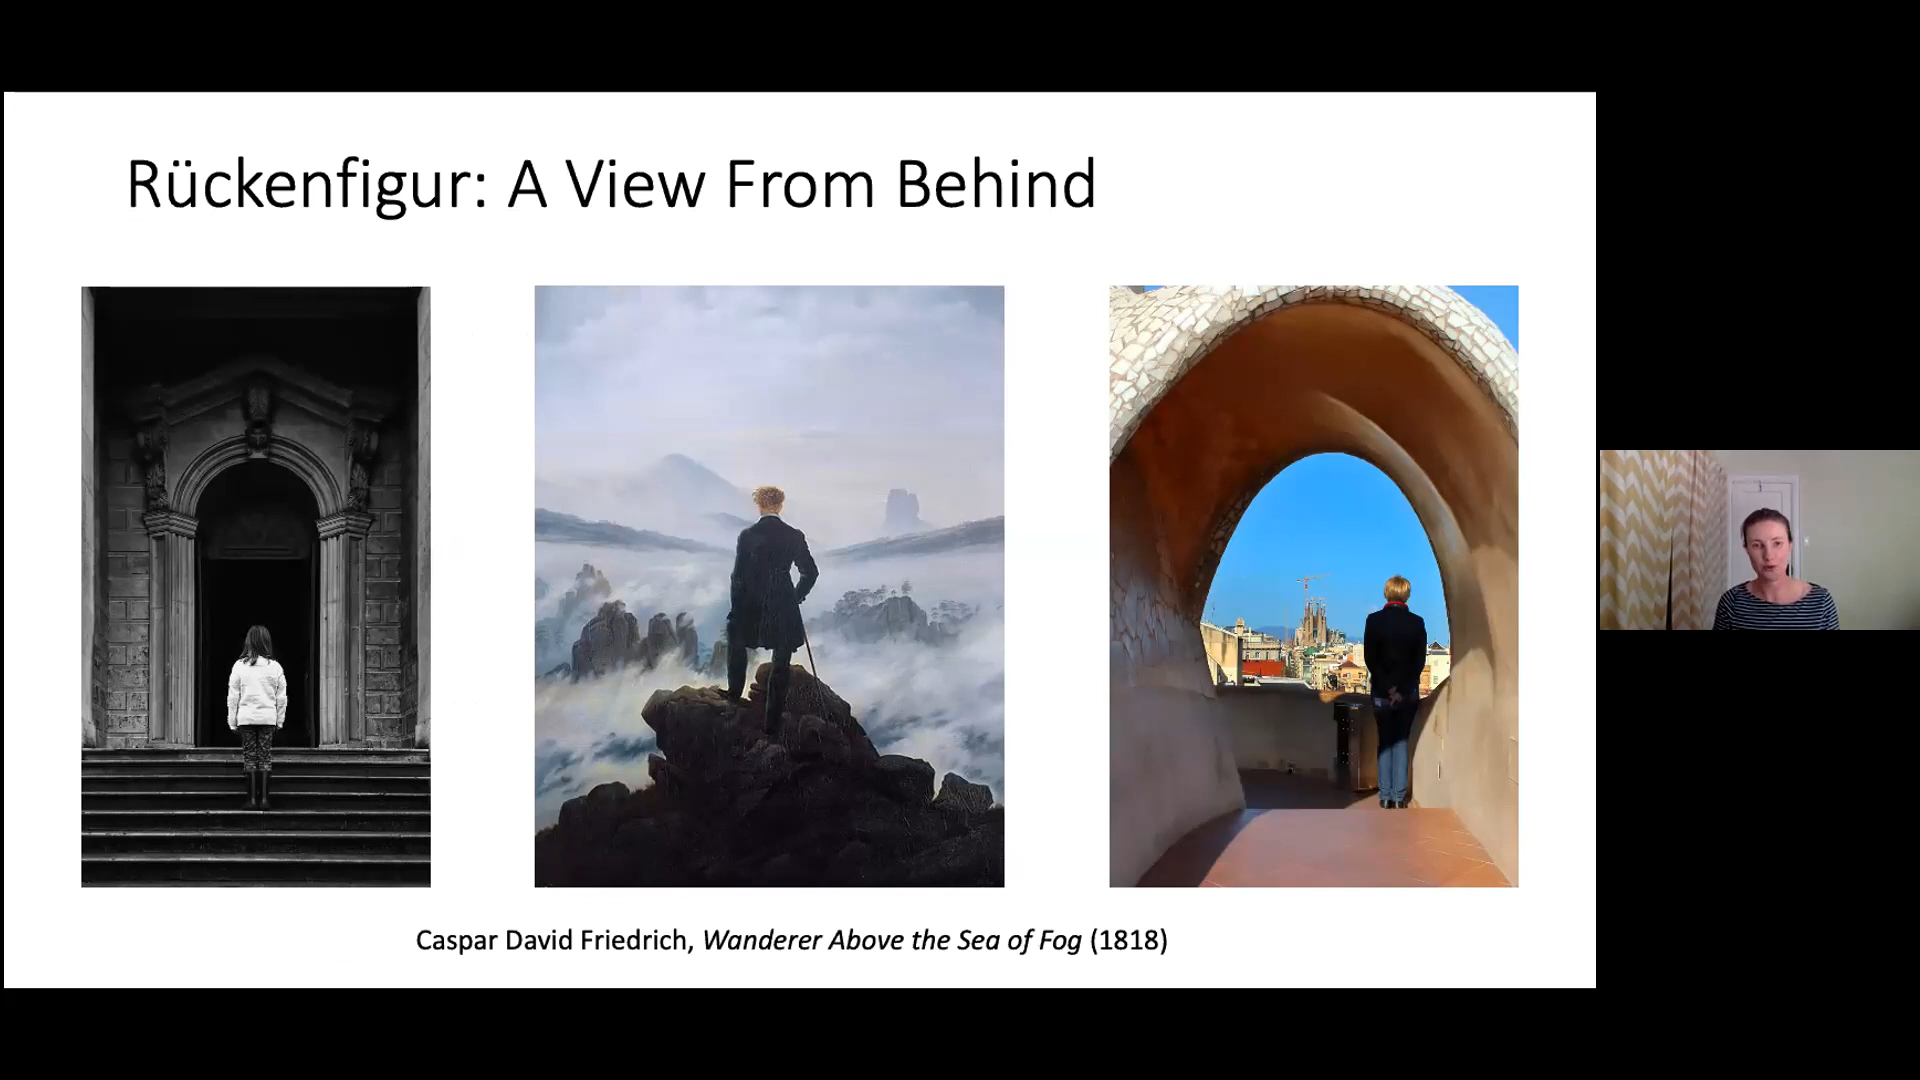 Rückenfigur: A View From Behind
Caspar David Friedrich, Wanderer Above the Sea of Fog (1818)